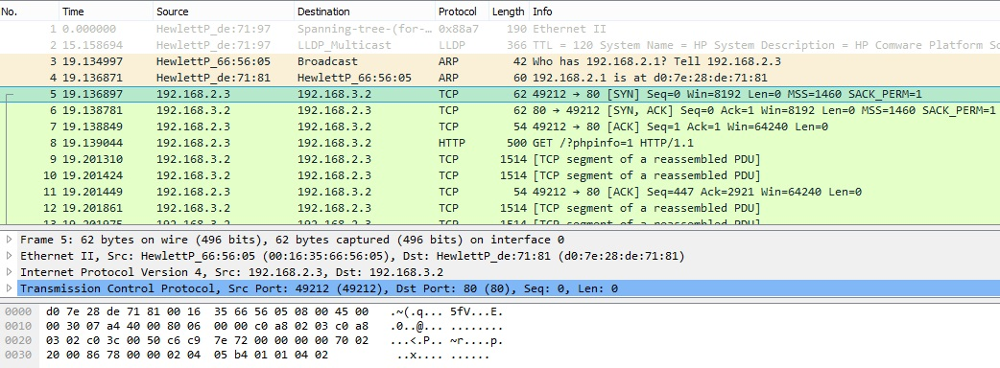 No. Time Source Destination Protocol Length Info
1 0.000000 HewlettP_de:71:97 Spanning-tree-(for-… 0x88a7 190 Ethernet II
2 15.158694 HewlettP_de:71:97 LLDP_Multicast LLDP 366 TTL = 120 System Name = HP System Description = HP Comware Platform So
3 19.134997 HewlettP_66:56:05 Broadcast ARP 42 Who has 192.168.2.1? Tell 192.168.2.3
4 19.136871 HewlettP_de:71:81 HewlettP_66:56:05 ARP 60 192.168.2.1 is at d0:7e:28:de:71:81
5 19.136897 192.168.2.3 192.168.3.2 TCP 62 49212 → 80 [SYN] Seq=0 Win=8192 Len=0 MSS=1460 SACK_PERM=1
6 19.138781 192.168.3.2 192.168.2.3 TCP 62 80 → 49212 [SYN, ACK] Seq=0 Ack=1 Win=8192 Len=0 MSS=1460 SACK_PERM=1
7 19.138849 192.168.2.3 192.168.3.2 TCP 54 49212 → 80 [ACK] Seq=1 Ack=1 Win=64240 Len=0
8 19.139044 192.168.2.3 192.168.3.2 HTTP 500 GET /?phpinfo=1 HTTP/1.1
9 19.201310 192.168.3.2 192.168.2.3 TCP 1514 [TCP segment of a reassembled PDU]
10 19.201424 192.168.3.2 192.168.2.3 TCP 1514 [TCP segment of a reassembled PDU]
11 19.201449 192.168.2.3 192.168.3.2 TCP 54 49212 → 80 [ACK] Seq=447 Ack=2921 Win=64240 Len=0
12 19.201861 192.168.3.2 192.168.2.3 TCP 1514 [TCP segment of a reassembled PDU]
13 19.201975 192.168.3.2 192.168.2.3 TCP 1514 [TCP segment of a reassembled PDU]
Frame 5: 62 bytes on wire (496 bits), 62 bytes captured (496 bits) on interface 0
Ethernet II, Src: HewlettP_66:56:05 (00:16:35:66:56:05), Dst: HewlettP_de:71:81 (d0:7e:28:de:71:81)
Internet Protocol Version 4, Src: 192.168.2.3, Dst: 192.168.3.2
Transmission Control Protocol, Src Port: 49212 (49212), Dst Port: 80 (80), Seq: 0, Len: 0
0000 d0 7e 28 de 71 81 00 16 35 66 56 05 08 00 45 00 .~(.q... 5fV...E.
0010 00 30 07 a4 40 00 80 06 00 00 c0 a8 02 03 c0 a8 .0..@... ........
0020 03 02 c0 3c 00 50 c6 c9 7e 72 00 00 00 00 70 02 ...<.P.. ~r....p.
0030 20 00 86 78 00 00 02 04 05 b4 01 01 04 02 ..x.... ......